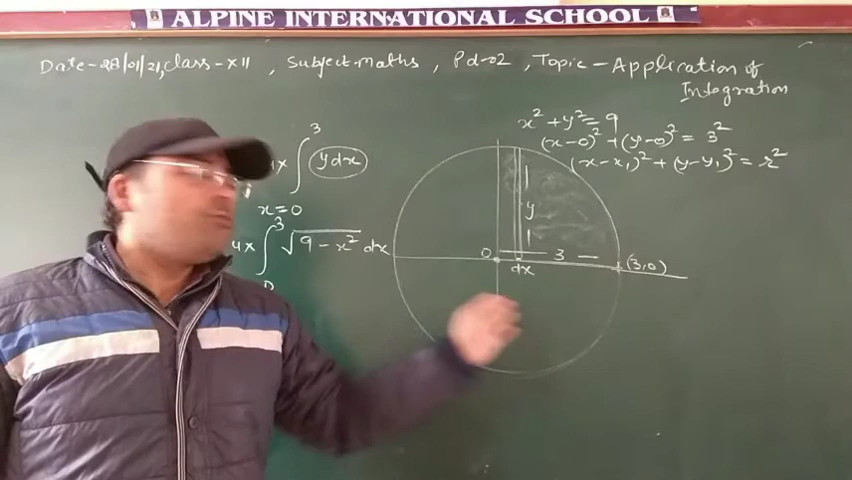 ALPINE INTERNATIONAL SCHOOL
Date-28/01/21, Class-XII, Subject-maths, Pd-02, Topic-Application of
Integration
x²+y²=9
(x-0)²+(y-0)²=3²
(x-x₁)²+(y-y₁)²=r²
3
4x ∫ ydx
x=0
3
4x ∫ √9-x² dx
0
y
0 3 (3,0)
dx